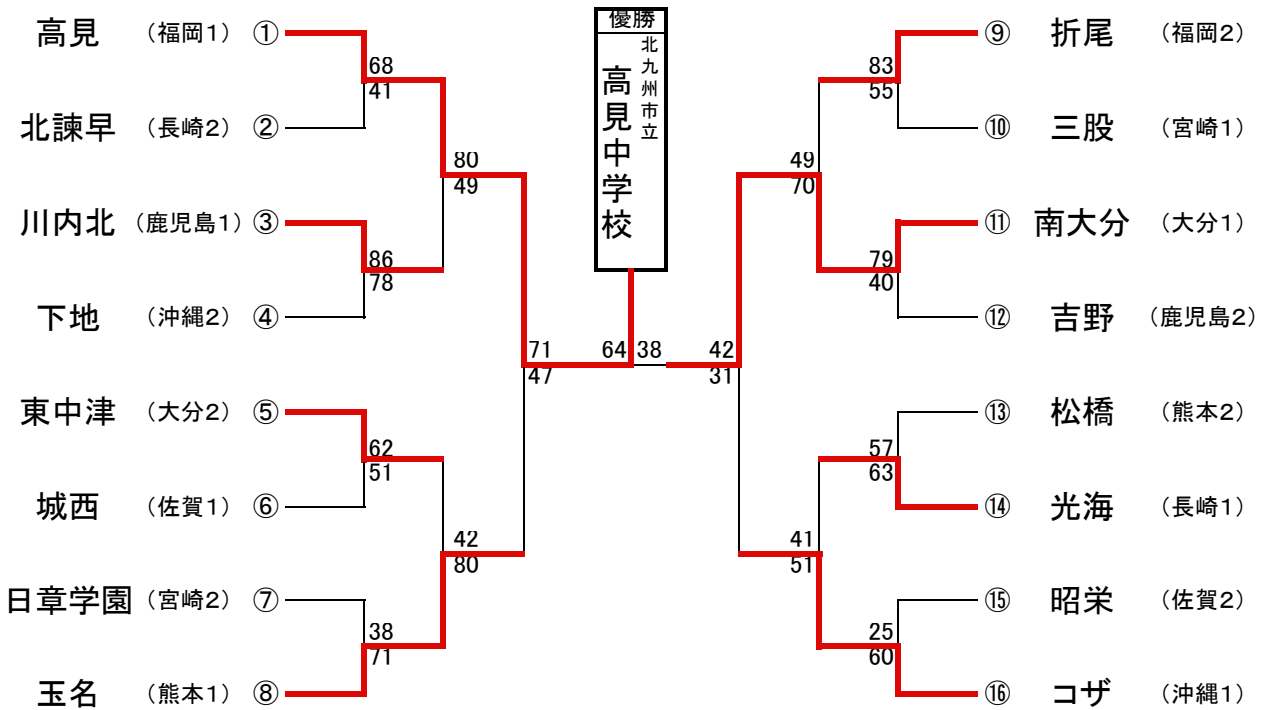 優勝
北九州市立
高見中学校
高見 （福岡1） ①
68
41
北諫早 （長崎2） ②
80
49
川内北 （鹿児島1） ③
86
78
下地 （沖縄2） ④
71
47
東中津 （大分2） ⑤
62
51
城西 （佐賀1） ⑥
42
80
日章学園 （宮崎2） ⑦
38
71
玉名 （熊本1） ⑧
64 38
⑨ 折尾 （福岡2）
83
55
⑩ 三股 （宮崎1）
49
70
⑪ 南大分 （大分1）
79
40
⑫ 吉野 （鹿児島2）
42
31
⑬ 松橋 （熊本2）
57
63
⑭ 光海 （長崎1）
41
51
⑮ 昭栄 （佐賀2）
25
60
⑯ コザ （沖縄1）